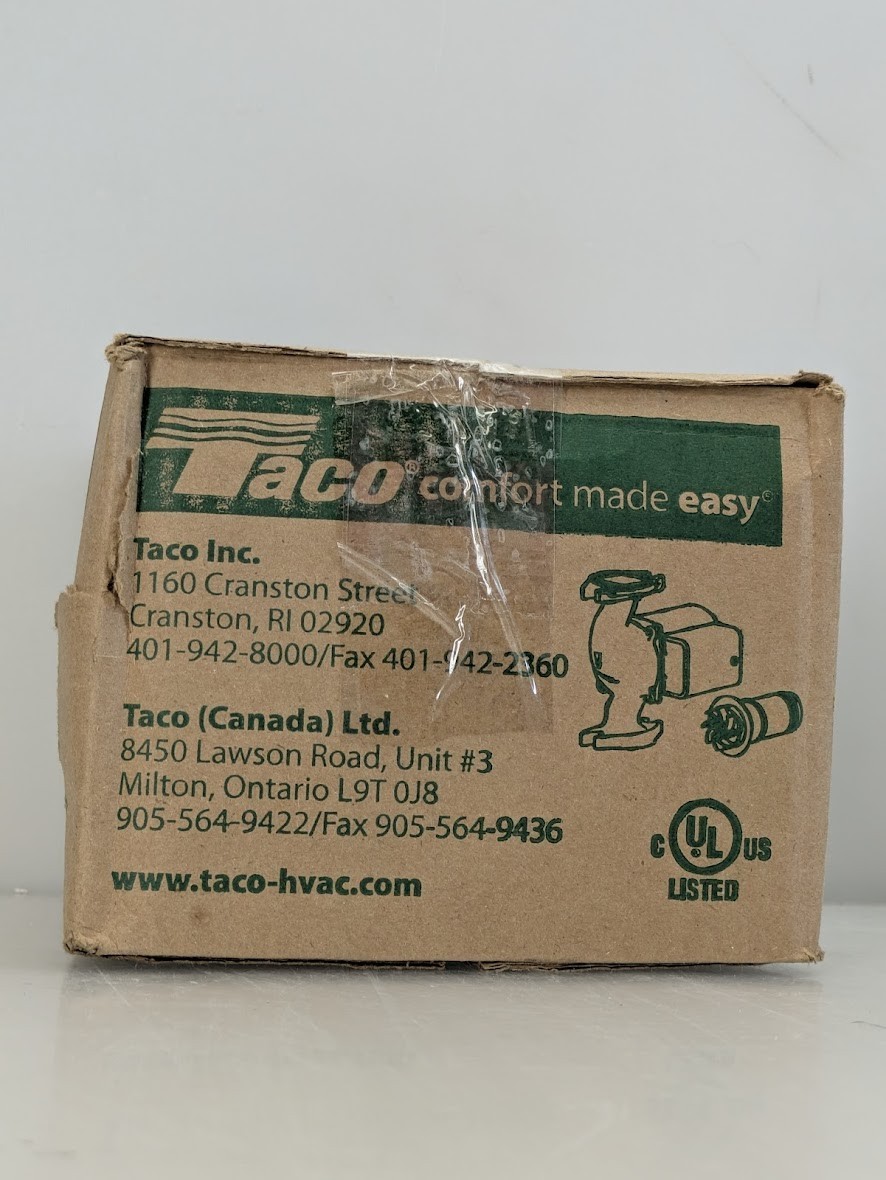 Taco® comfort made easy®
Taco Inc.
1160 Cranston Street
Cranston, RI 02920
401-942-8000/Fax 401-942-2360
Taco (Canada) Ltd.
8450 Lawson Road, Unit #3
Milton, Ontario L9T 0J8
905-564-9422/Fax 905-564-9436
www.taco-hvac.com
C UL US
LISTED